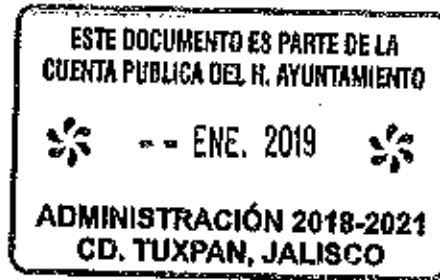 ESTE DOCUMENTO ES PARTE DE LA
CUENTA PUBLICA DEL H. AYUNTAMIENTO
-- ENE. 2019
ADMINISTRACIÓN 2018-2021
CD. TUXPAN, JALISCO